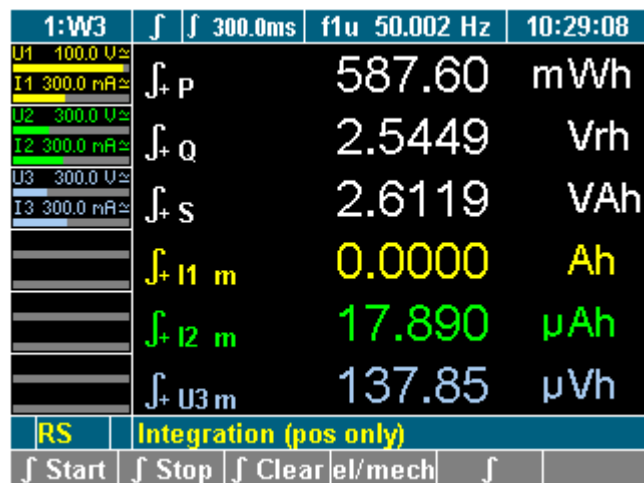 1:W3 ∫ ∫ 300.0ms f1u 50.002 Hz 10:29:08
U1 100.0 V≃
I1 300.0 mA≃
∫+ P 587.60 mWh
U2 300.0 V≃
I2 300.0 mA≃
∫+ Q 2.5449 Vrh
U3 300.0 V≃
I3 300.0 mA≃
∫+ S 2.6119 VAh
∫+ I1 m 0.0000 Ah
∫+ I2 m 17.890 µAh
∫+ U3 m 137.85 µVh
RS Integration (pos only)
∫ Start ∫ Stop ∫ Clear el/mech ∫